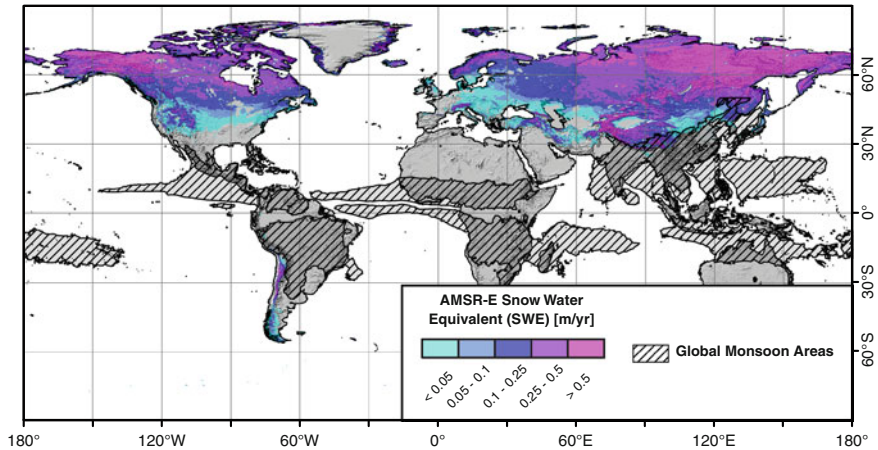 60°N
30°N
0°
30°S
60°S
AMSR-E Snow Water
Equivalent (SWE) [m/yr]
< 0.05
0.05 - 0.1
0.1 - 0.25
0.25 - 0.5
> 0.5
Global Monsoon Areas
180° 120°W 60°W 0° 60°E 120°E 180°